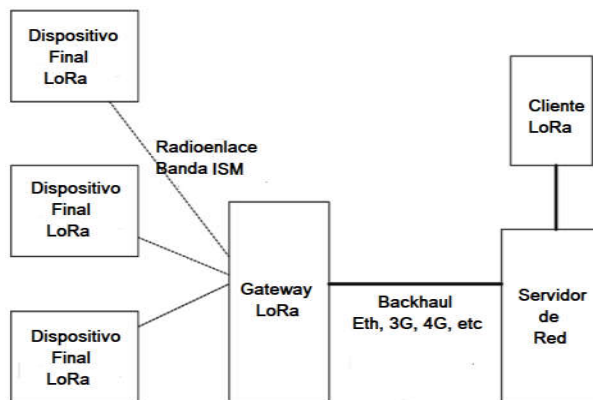 Dispositivo
Final
LoRa
Cliente
LoRa
Radioenlace
Banda ISM
Dispositivo
Final
LoRa
Gateway
LoRa
Backhaul
Eth, 3G, 4G, etc
Servidor
de
Red
Dispositivo
Final
LoRa